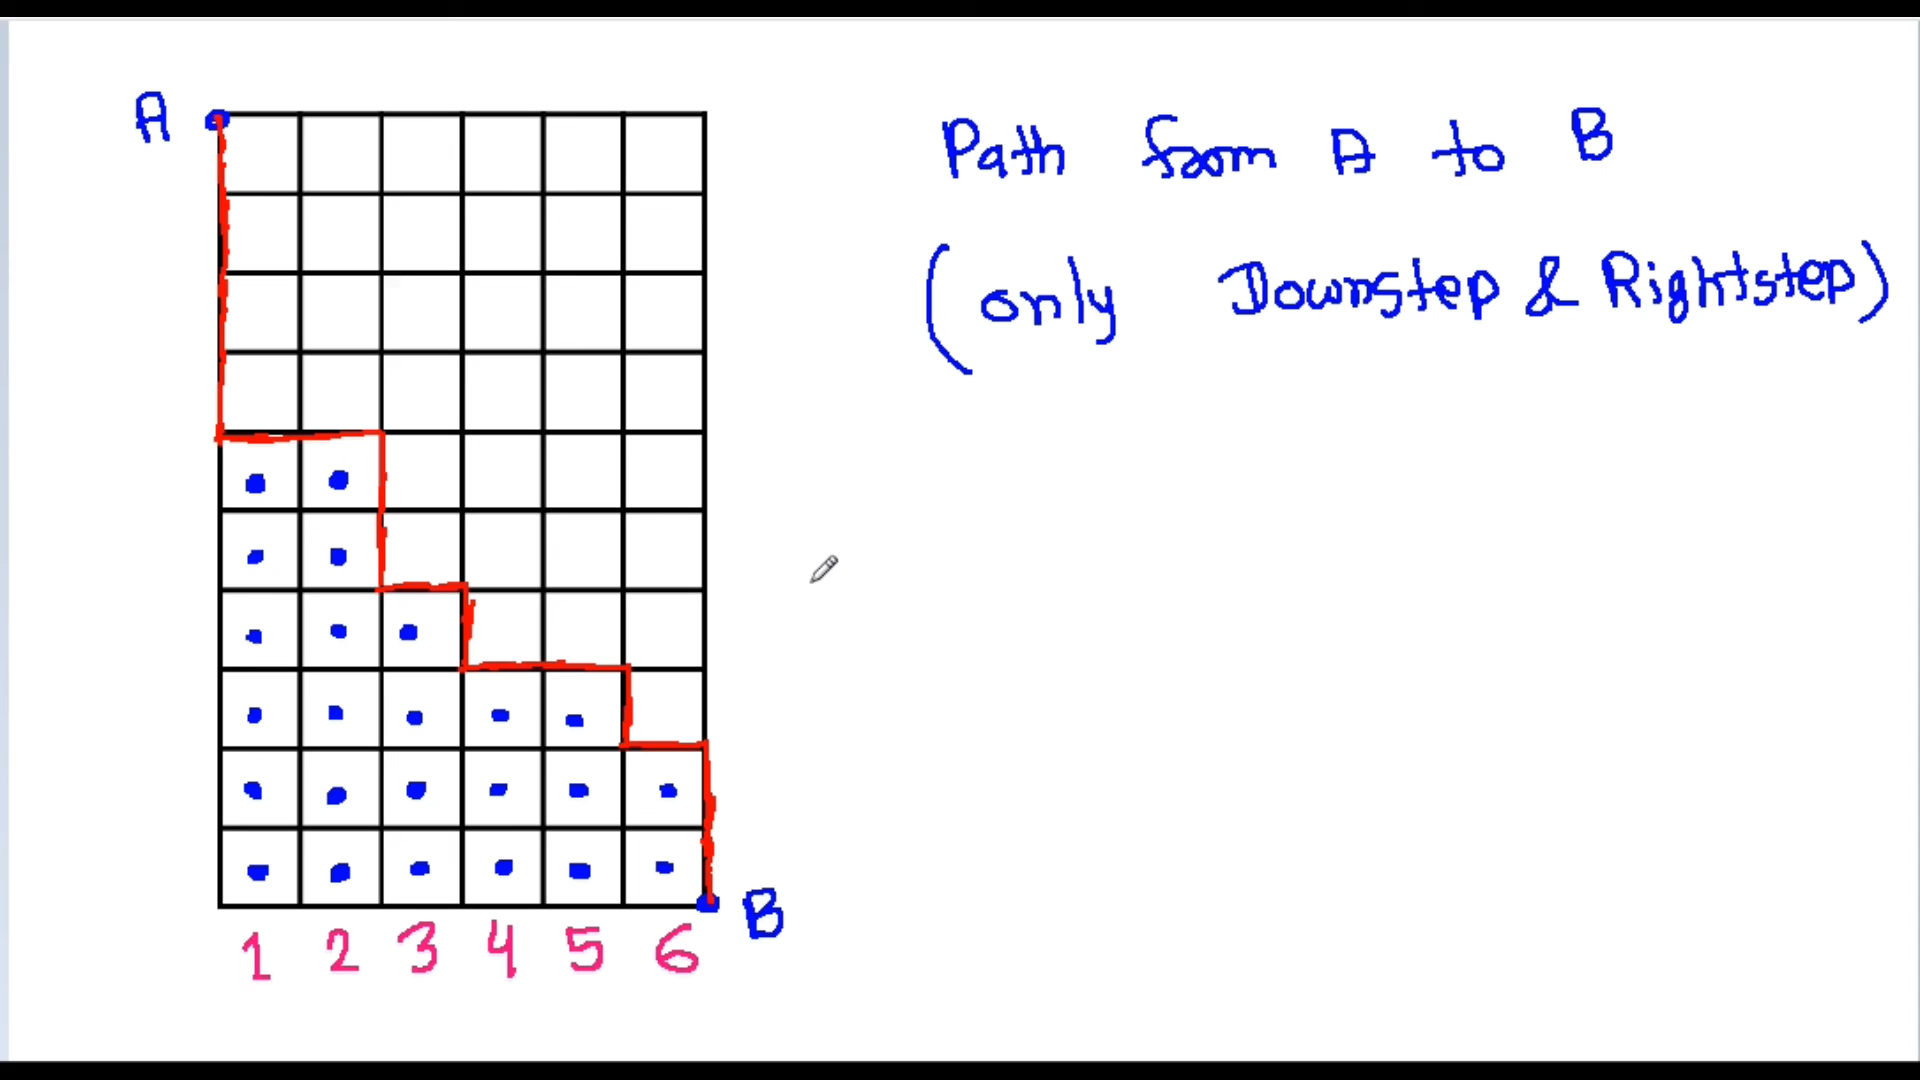 A
Path from A to B
(only Downstep & Rightstep)
B
1 2 3 4 5 6